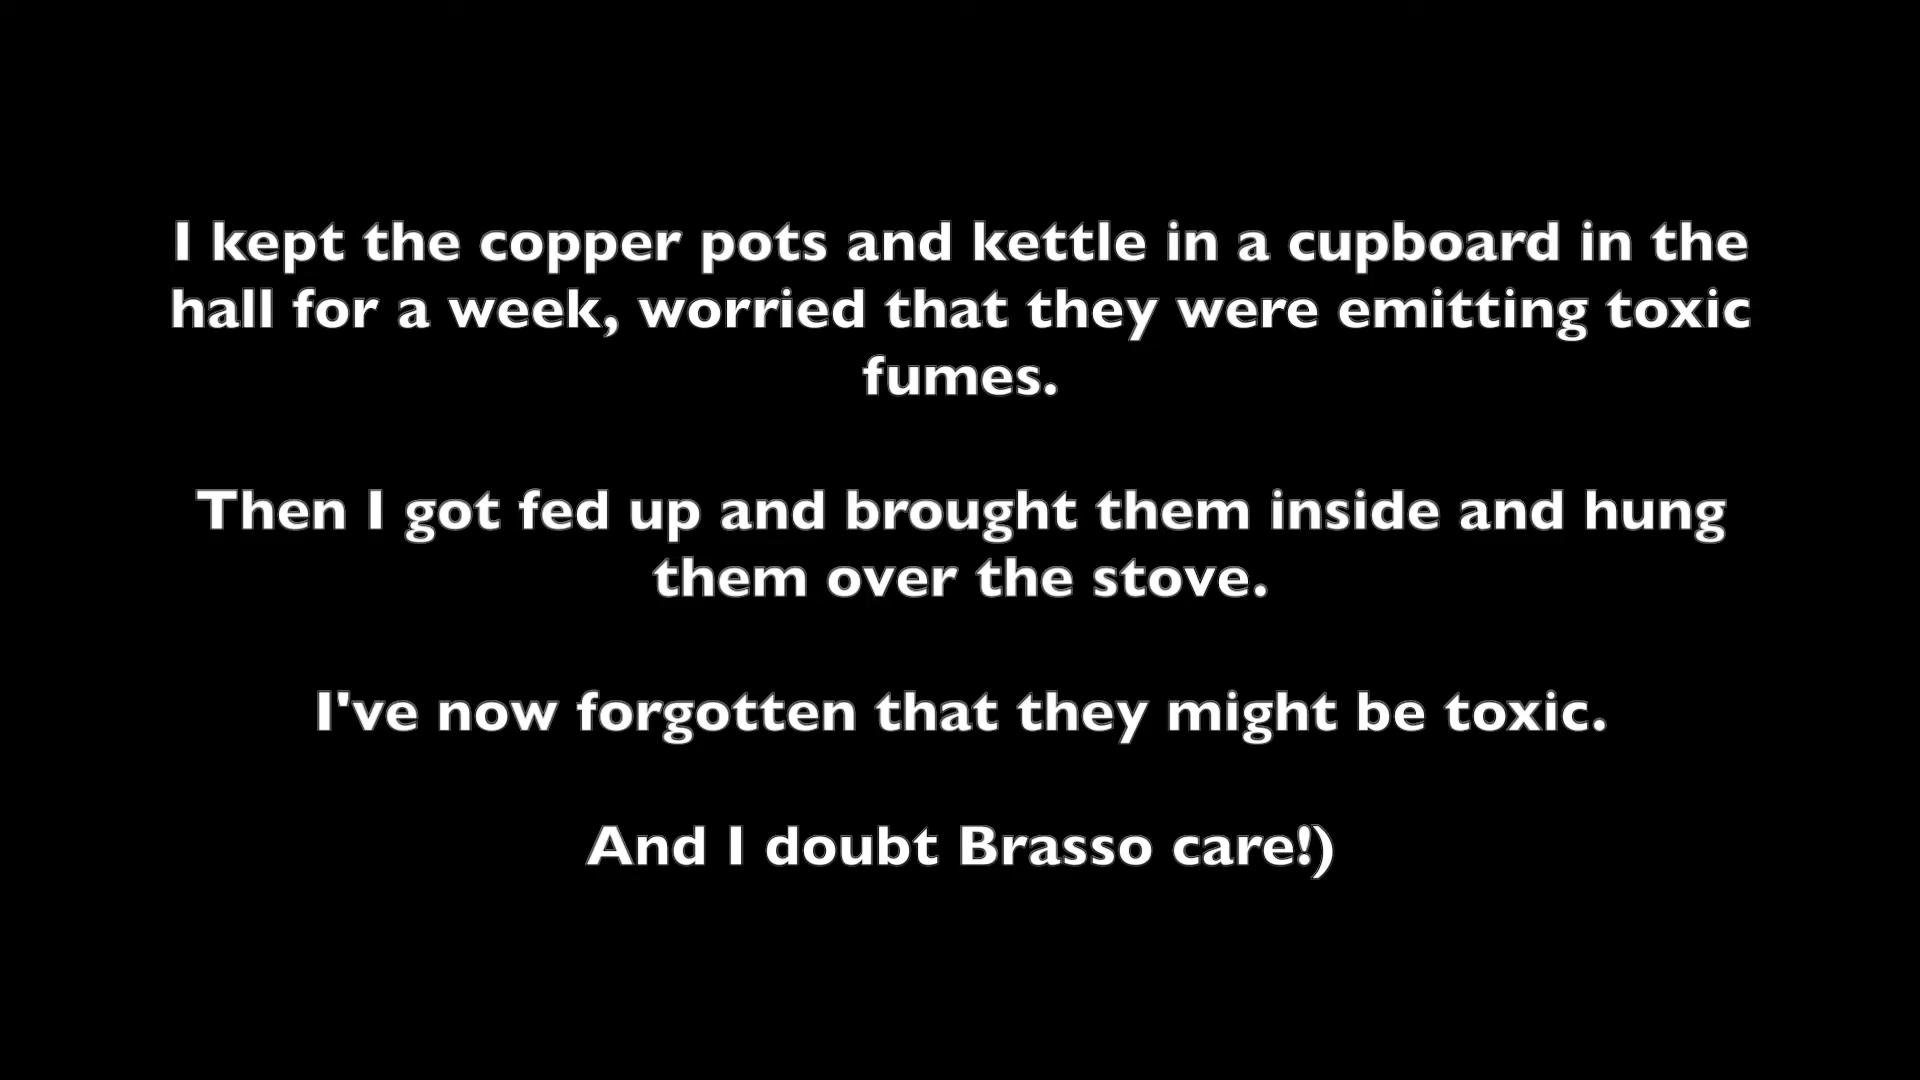 I kept the copper pots and kettle in a cupboard in the
hall for a week, worried that they were emitting toxic
fumes.
Then I got fed up and brought them inside and hung
them over the stove.
I've now forgotten that they might be toxic.
And I doubt Brasso care!)